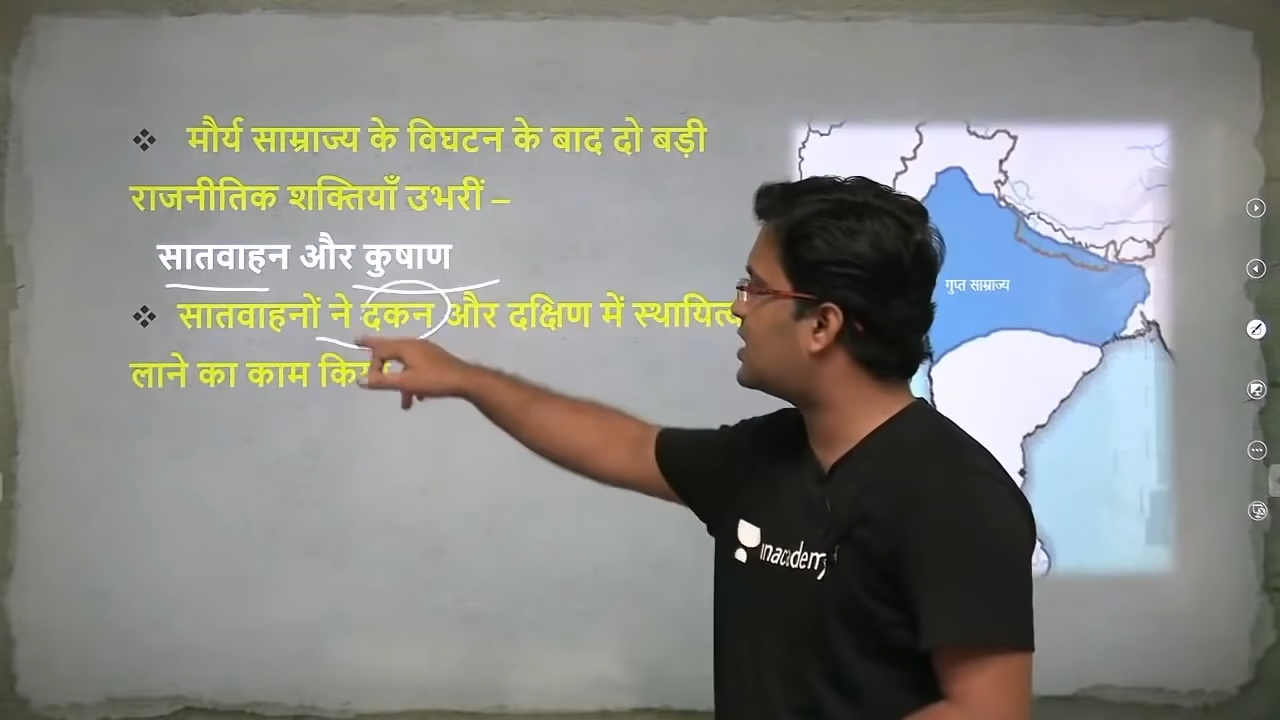 ❖ मौर्य साम्राज्य के विघटन के बाद दो बड़ी
राजनीतिक शक्तियाँ उभरीं –
सातवाहन और कुषाण
❖ सातवाहनों ने दकन और दक्षिण में स्थायित्व
लाने का काम
गुप्त साम्राज्य
unacademy